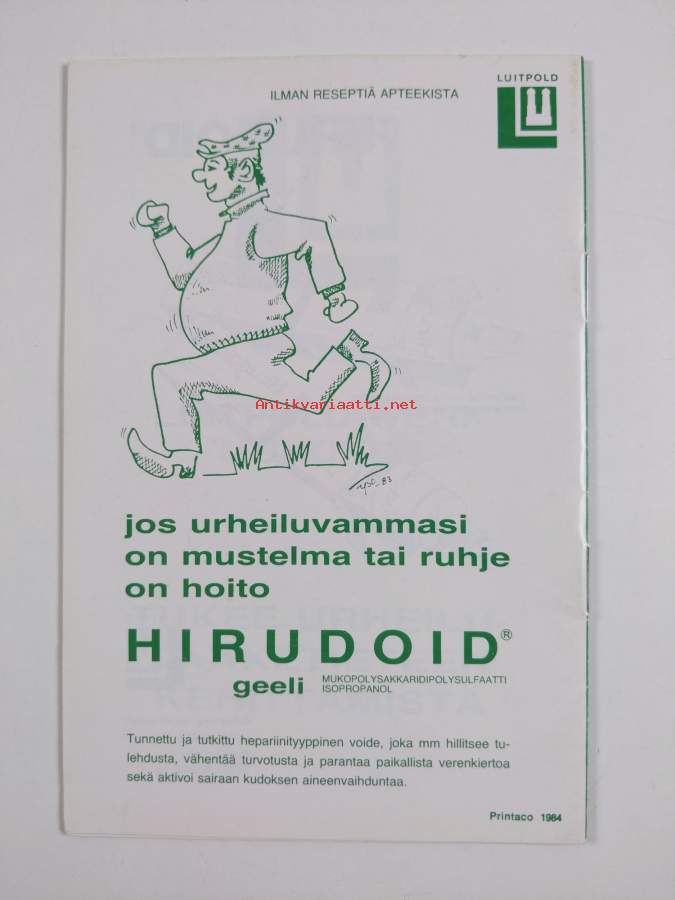 LUITPOLD
ILMAN RESEPTIÄ APTEEKISTA
Antikvariaatti.net
-83
jos urheiluvammasi
on mustelma tai ruhje
on hoito
HIRUDOID®
geeli
MUKOPOLYSAKKARIDIPOLYSULFAATTI
ISOPROPANOL
Tunnettu ja tutkittu hepariinityyppinen voide, joka mm hillitsee tu-
lehdusta, vähentää turvotusta ja parantaa paikallista verenkiertoa
sekä aktivoi sairaan kudoksen aineenvaihduntaa.
Printaco 1984